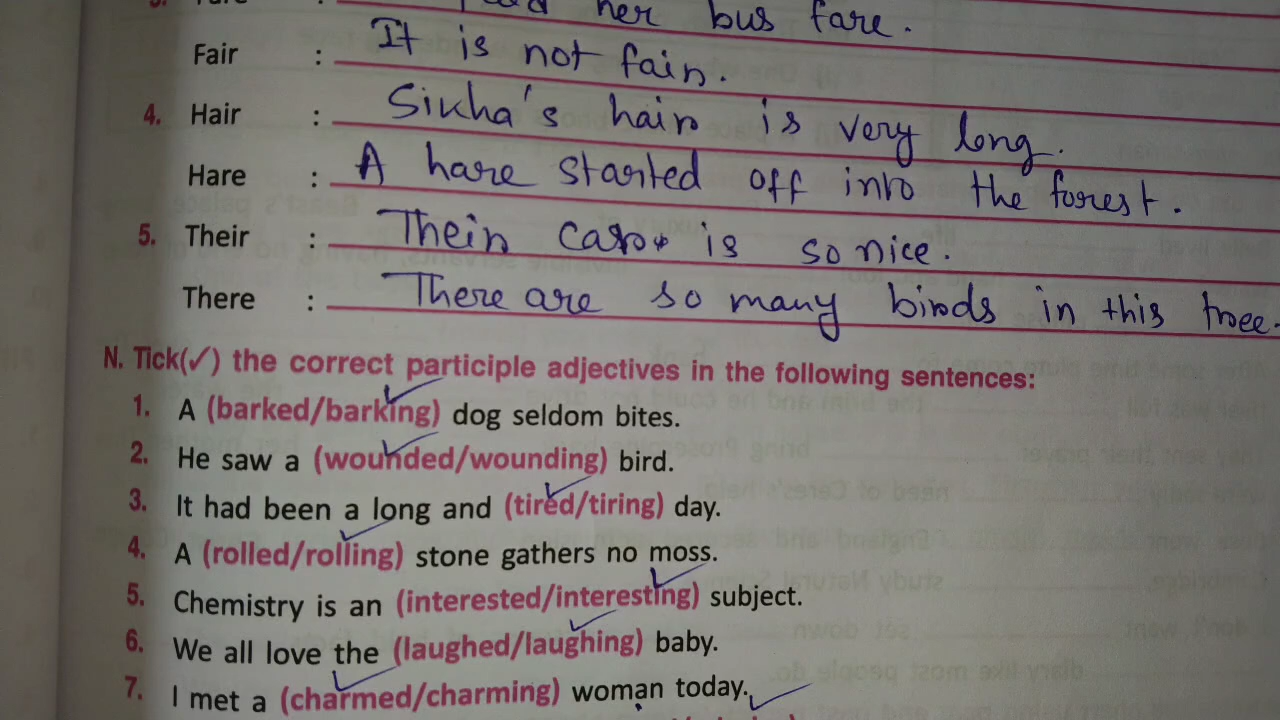 her bus fare.
Fair : It is not fair.
4. Hair : Sikha's hair is very long.
Hare : A hare started off into the forest.
5. Their : Their car is so nice.
There : There are so many birds in this tree.
N. Tick(✓) the correct participle adjectives in the following sentences:
1. A (barked/barking) dog seldom bites.
2. He saw a (wounded/wounding) bird.
3. It had been a long and (tired/tiring) day.
4. A (rolled/rolling) stone gathers no moss.
5. Chemistry is an (interested/interesting) subject.
6. We all love the (laughed/laughing) baby.
7. I met a (charmed/charming) woman today.